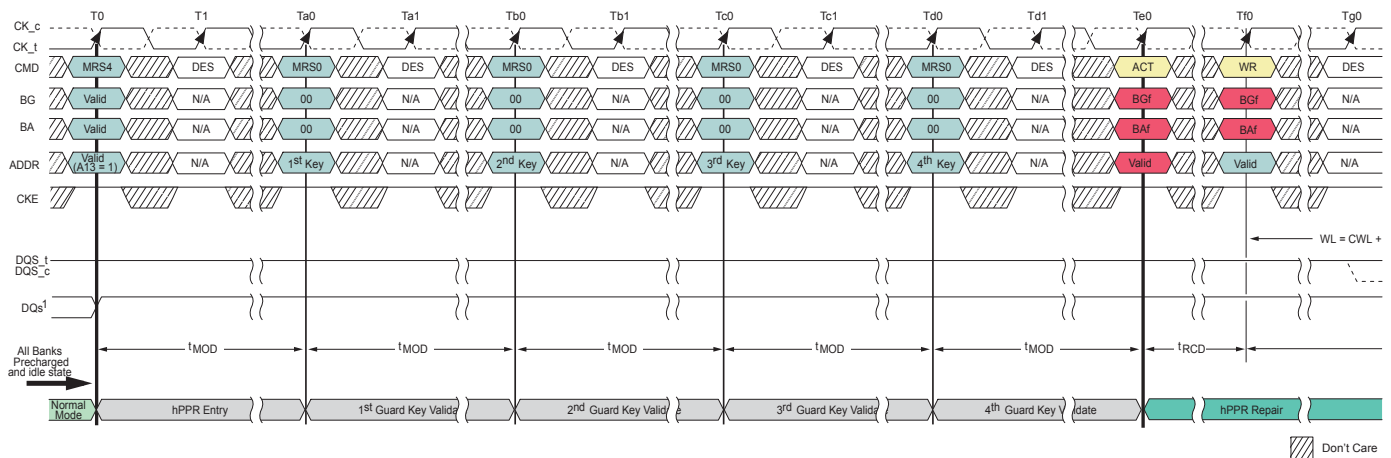 T0 T1 Ta0 Ta1 Tb0 Tb1 Tc0 Tc1 Td0 Td1 Te0 Tf0 Tg0
CK_c
CK_t
CMD MRS4 DES MRS0 DES MRS0 DES MRS0 DES MRS0 DES ACT WR DES
BG Valid N/A 00 N/A 00 N/A 00 N/A 00 N/A BGf BGf N/A
BA Valid N/A 00 N/A 00 N/A 00 N/A 00 N/A BAf BAf N/A
ADDR Valid (A13 = 1) N/A 1st Key N/A 2nd Key N/A 3rd Key N/A 4th Key N/A Valid Valid N/A
CKE
WL = CWL +
DQS_t
DQS_c
DQs1
tMOD tMOD tMOD tMOD tMOD tRCD
All Banks
Precharged
and idle state
Normal Mode hPPR Entry 1st Guard Key Valida 2nd Guard Key Valid e 3rd Guard Key Valida 4th Guard Key V idate hPPR Repair
Don't Care